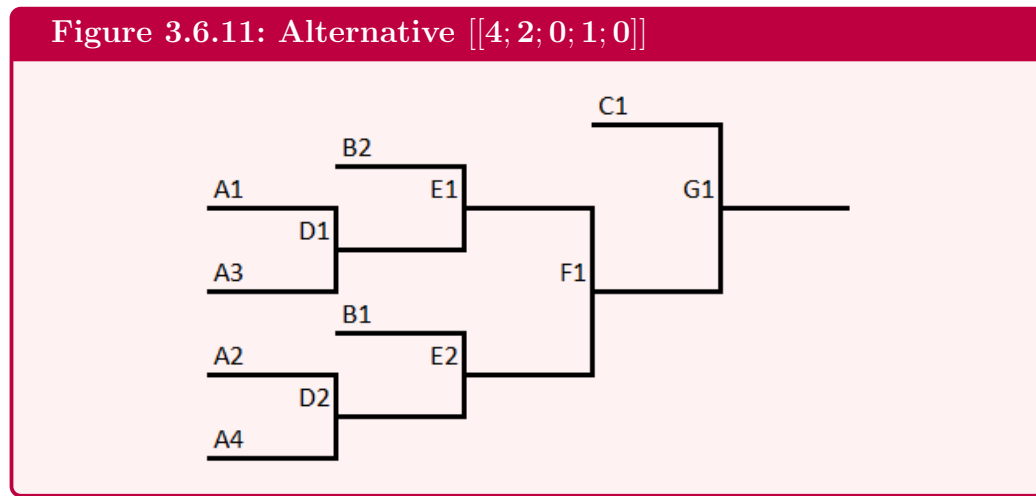 Figure 3.6.11: Alternative [[4; 2; 0; 1; 0]]
C1
B2
A1
E1
G1
D1
A3
F1
B1
A2
E2
D2
A4